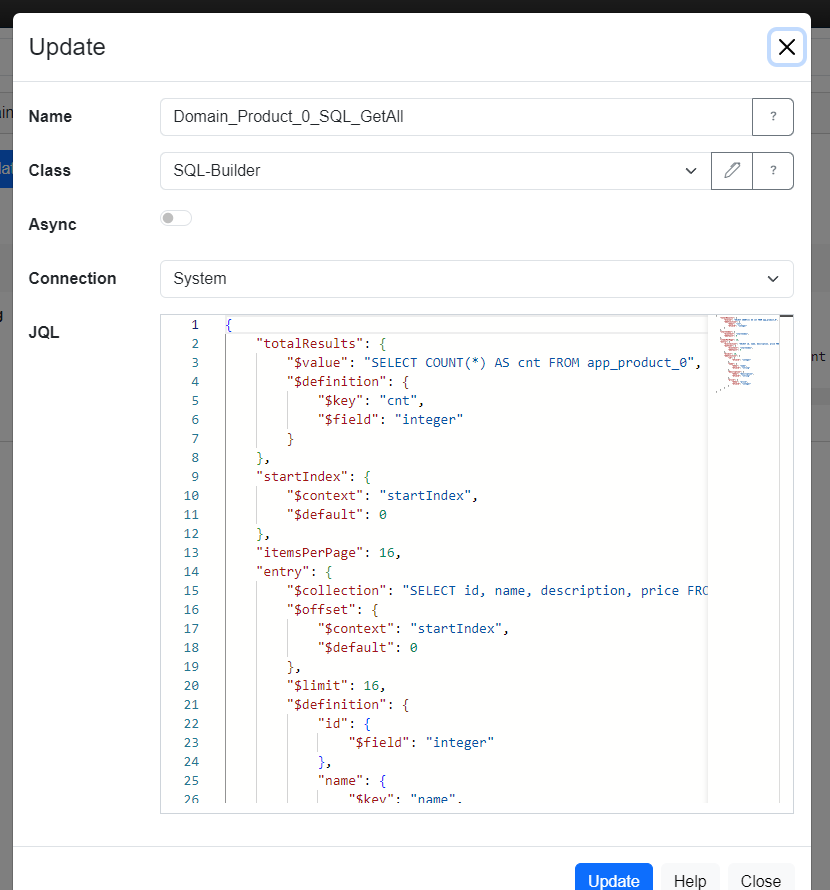 Update
Name
Domain_Product_0_SQL_GetAll
?
Class
SQL-Builder
?
Async
Connection
System
JQL
1 {
2 "totalResults": {
3 "$value": "SELECT COUNT(*) AS cnt FROM app_product_0",
4 "$definition": {
5 "$key": "cnt",
6 "$field": "integer"
7 }
8 },
9 "startIndex": {
10 "$context": "startIndex",
11 "$default": 0
12 },
13 "itemsPerPage": 16,
14 "entry": {
15 "$collection": "SELECT id, name, description, price FRO
16 "$offset": {
17 "$context": "startIndex",
18 "$default": 0
19 },
20 "$limit": 16,
21 "$definition": {
22 "id": {
23 "$field": "integer"
24 },
25 "name": {
26 "$key": "name",
Update Help Close